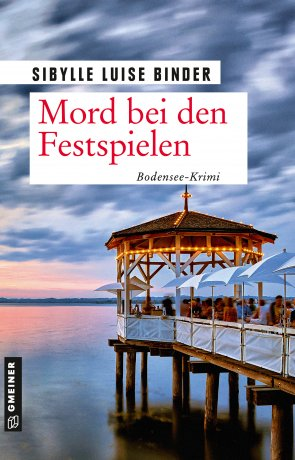 SIBYLLE LUISE BINDER
Mord bei den
Festspielen
Bodensee-Krimi
GMEINER